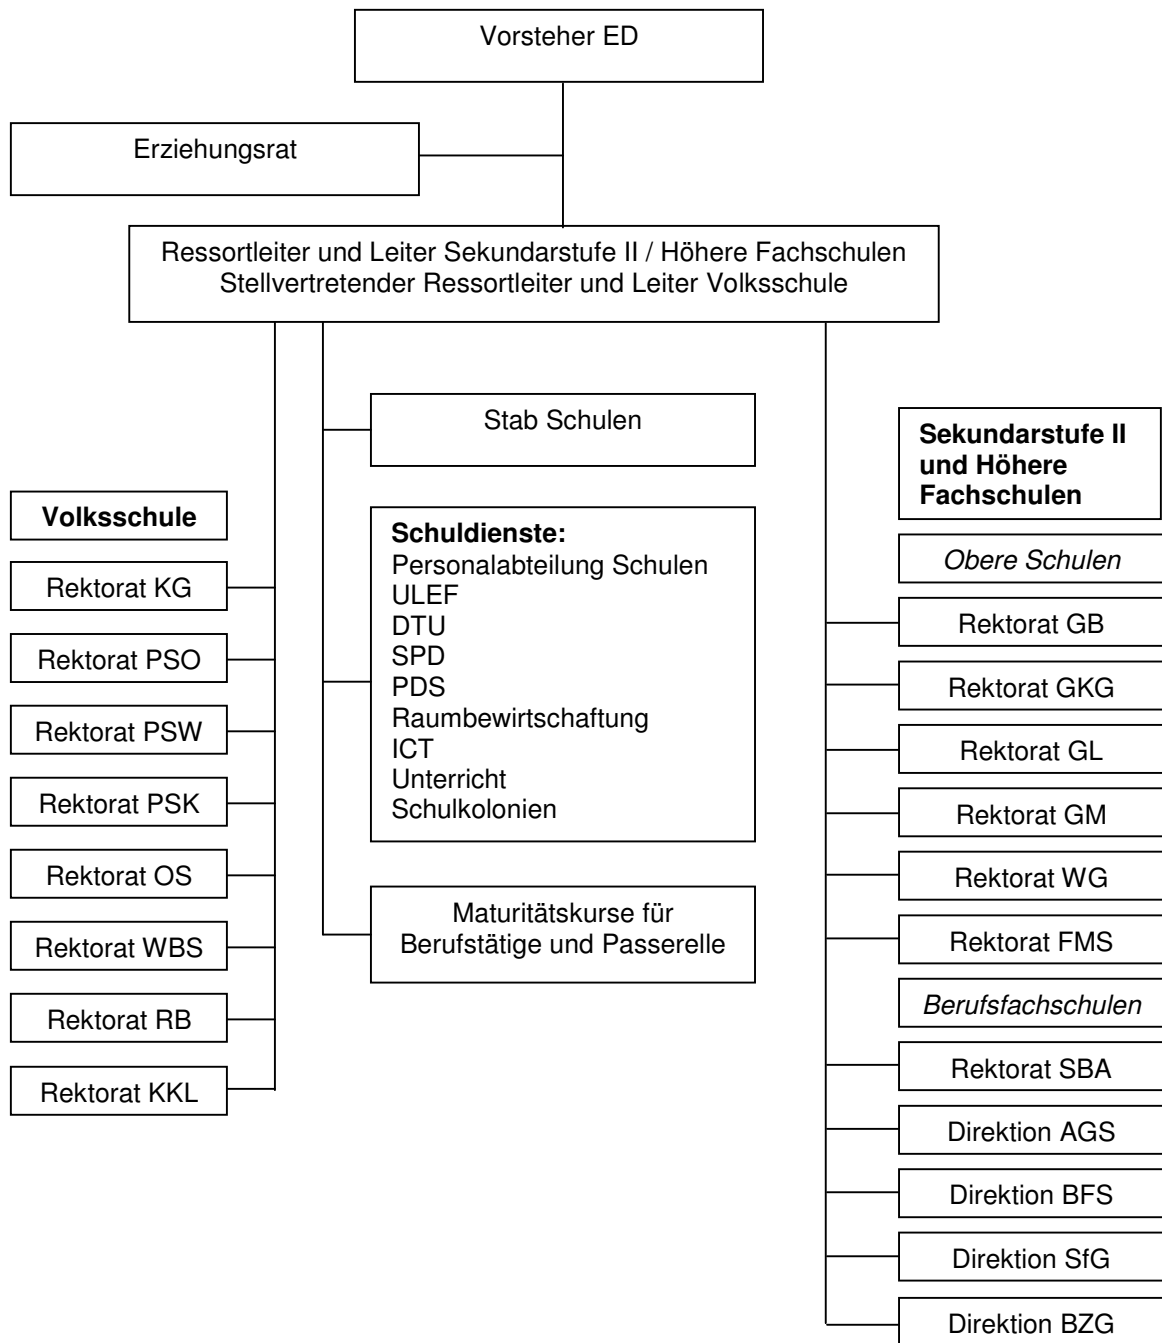 Vorsteher ED
Erziehungsrat
Ressortleiter und Leiter Sekundarstufe II / Höhere Fachschulen
Stellvertretender Ressortleiter und Leiter Volksschule
Volksschule
Rektorat KG
Rektorat PSO
Rektorat PSW
Rektorat PSK
Rektorat OS
Rektorat WBS
Rektorat RB
Rektorat KKL
Stab Schulen
Schuldienste:
Personalabteilung Schulen
ULEF
DTU
SPD
PDS
Raumbewirtschaftung
ICT
Unterricht
Schulkolonien
Maturitätskurse für
Berufstätige und Passerelle
Sekundarstufe II
und Höhere
Fachschulen
Obere Schulen
Rektorat GB
Rektorat GKG
Rektorat GL
Rektorat GM
Rektorat WG
Rektorat FMS
Berufsfachschulen
Rektorat SBA
Direktion AGS
Direktion BFS
Direktion SfG
Direktion BZG